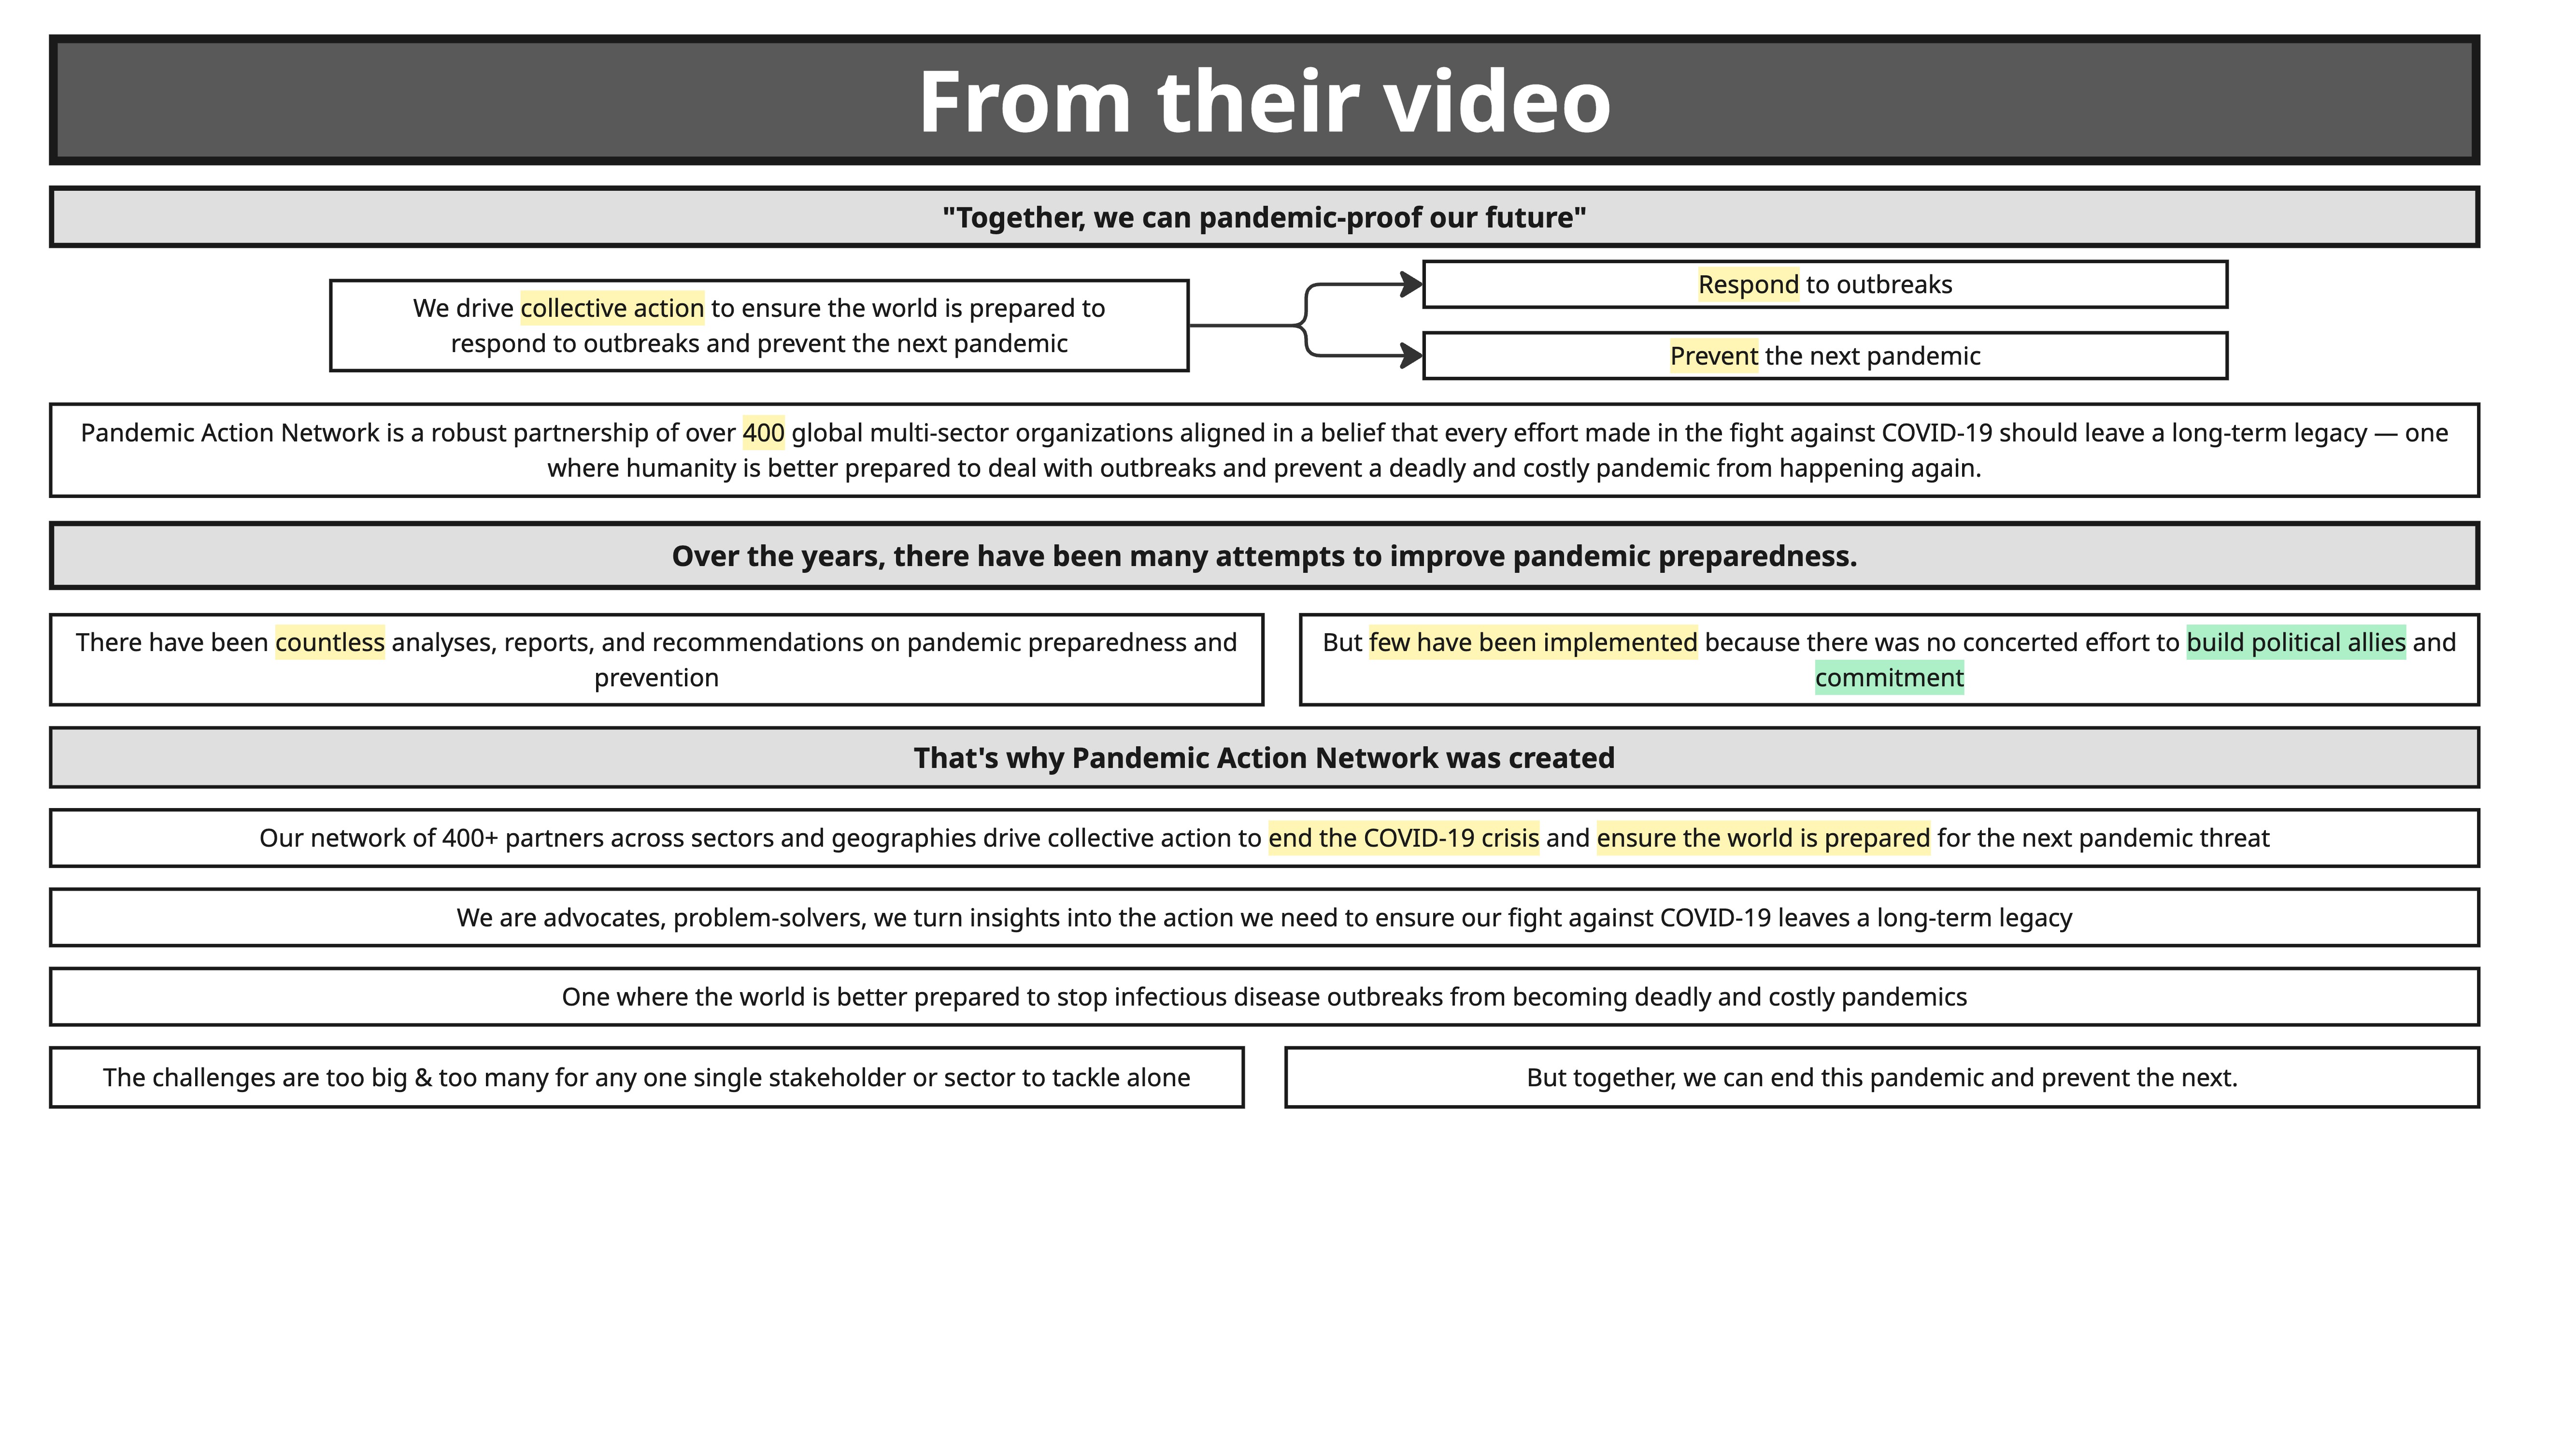 From their video
"Together, we can pandemic-proof our future"
We drive collective action to ensure the world is prepared to
respond to outbreaks and prevent the next pandemic
Respond to outbreaks
Prevent the next pandemic
Pandemic Action Network is a robust partnership of over 400 global multi-sector organizations aligned in a belief that every effort made in the fight against COVID-19 should leave a long-term legacy — one
where humanity is better prepared to deal with outbreaks and prevent a deadly and costly pandemic from happening again.
Over the years, there have been many attempts to improve pandemic preparedness.
There have been countless analyses, reports, and recommendations on pandemic preparedness and
prevention
But few have been implemented because there was no concerted effort to build political allies and
commitment
That's why Pandemic Action Network was created
Our network of 400+ partners across sectors and geographies drive collective action to end the COVID-19 crisis and ensure the world is prepared for the next pandemic threat
We are advocates, problem-solvers, we turn insights into the action we need to ensure our fight against COVID-19 leaves a long-term legacy
One where the world is better prepared to stop infectious disease outbreaks from becoming deadly and costly pandemics
The challenges are too big & too many for any one single stakeholder or sector to tackle alone
But together, we can end this pandemic and prevent the next.